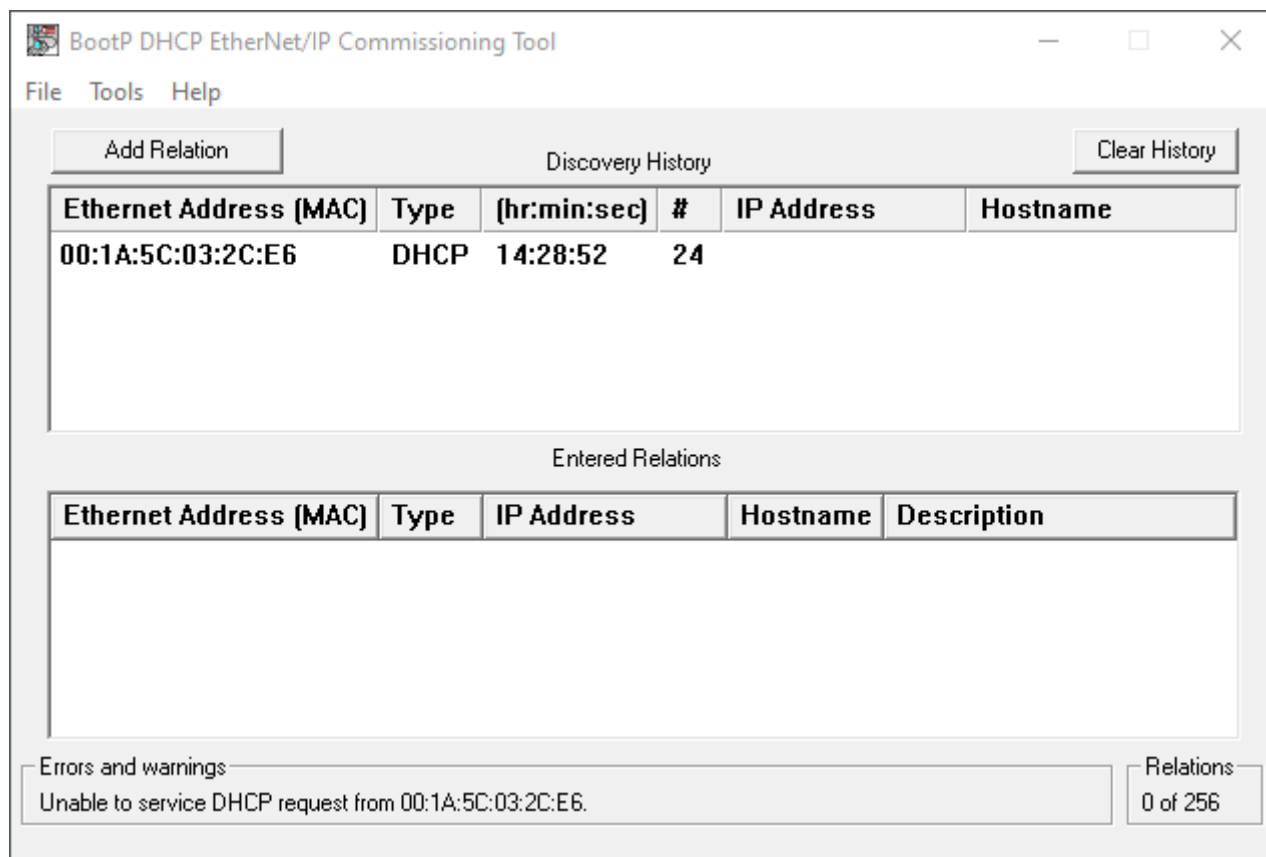 BootP DHCP EtherNet/IP Commissioning Tool
File Tools Help
Add Relation Discovery History Clear History
Ethernet Address (MAC) Type (hr:min:sec) # IP Address Hostname
00:1A:5C:03:2C:E6 DHCP 14:28:52 24
Entered Relations
Ethernet Address (MAC) Type IP Address Hostname Description
Errors and warnings Relations
Unable to service DHCP request from 00:1A:5C:03:2C:E6. 0 of 256